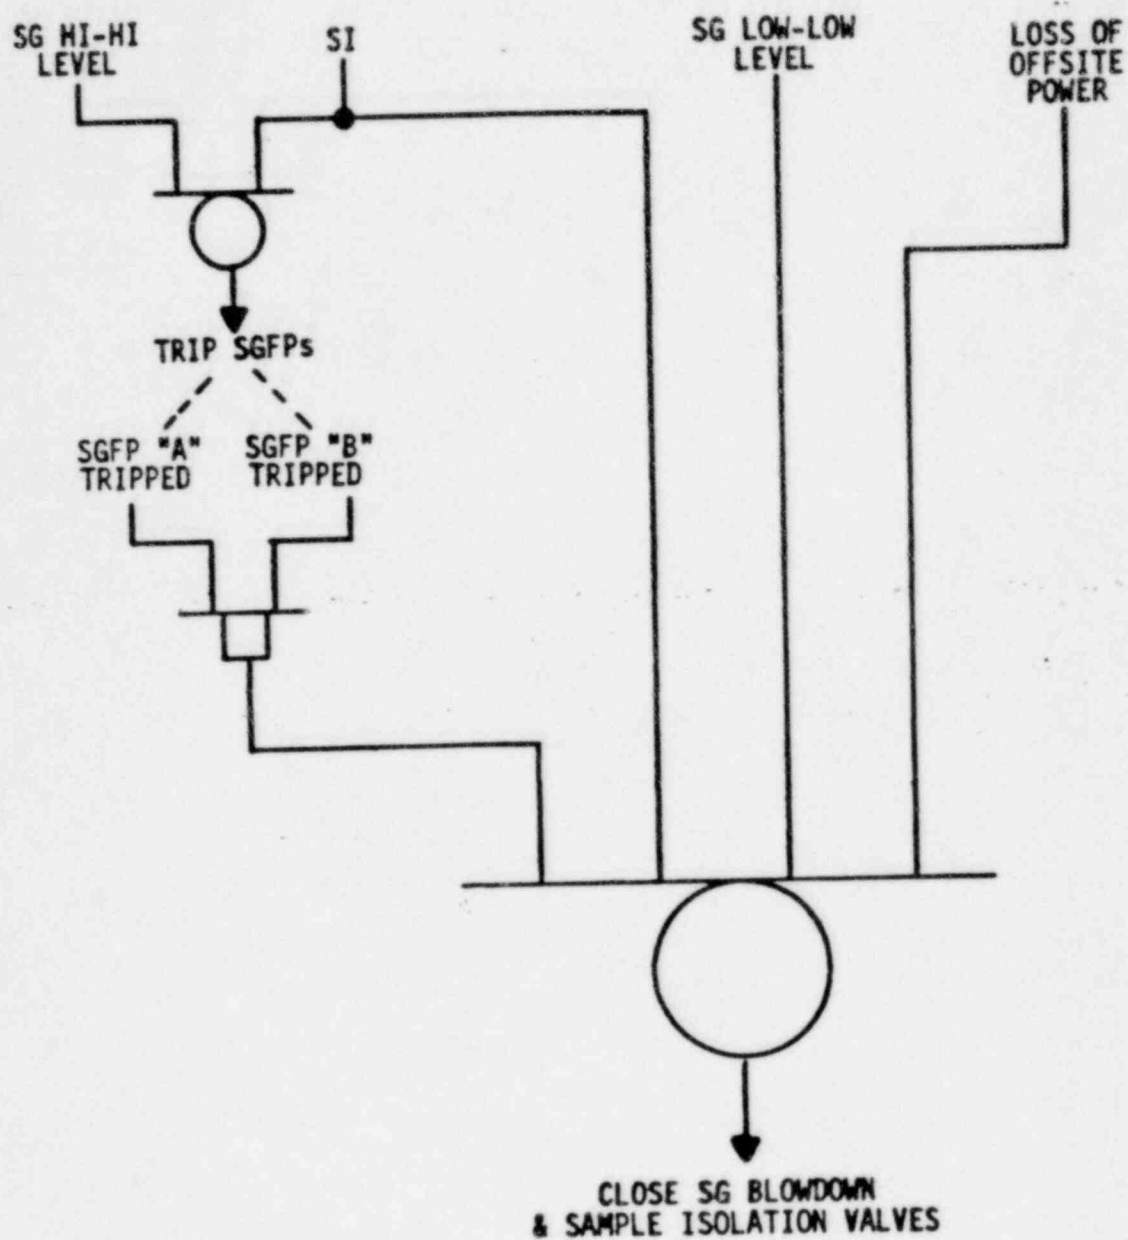 SG HI-HI
LEVEL
SI
SG LOW-LOW
LEVEL
LOSS OF
OFFSITE
POWER
TRIP SGFPs
SGFP "A"
TRIPPED
SGFP "B"
TRIPPED
CLOSE SG BLOWDOWN
& SAMPLE ISOLATION VALVES